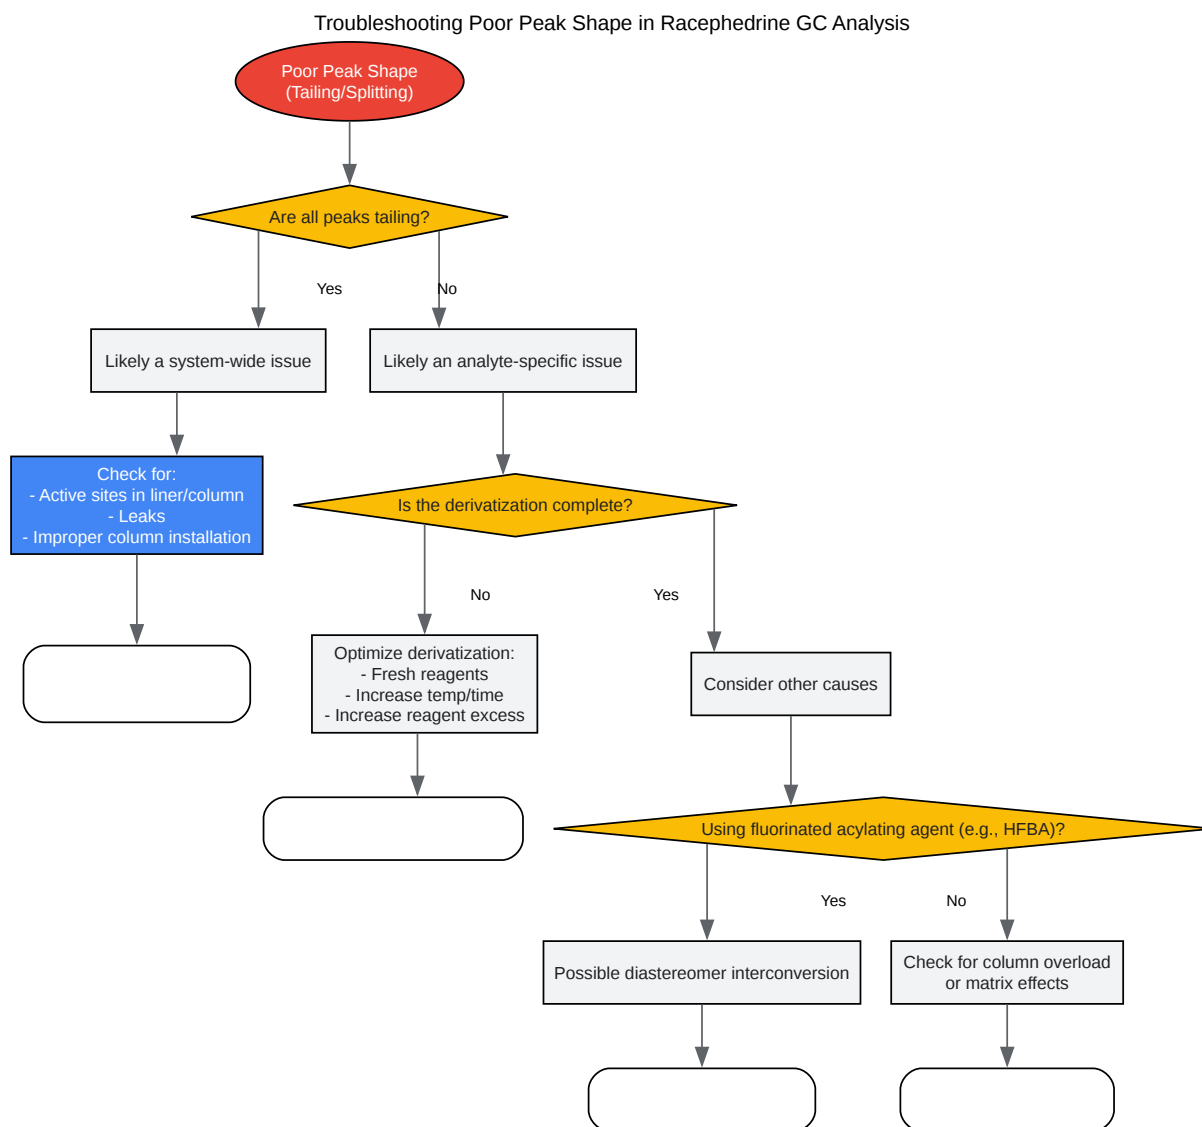 Troubleshooting Poor Peak Shape in Racephedrine GC Analysis
Poor Peak Shape
(Tailing/Splitting)
Are all peaks tailing?
Yes
No
Likely a system-wide issue
Likely an analyte-specific issue
Check for:
- Active sites in liner/column
- Leaks
- Improper column installation
Is the derivatization complete?
No
Yes
Optimize derivatization:
- Fresh reagents
- Increase temp/time
- Increase reagent excess
Consider other causes
Using fluorinated acylating agent (e.g., HFBA)?
Yes
No
Possible diastereomer interconversion
Check for column overload
or matrix effects